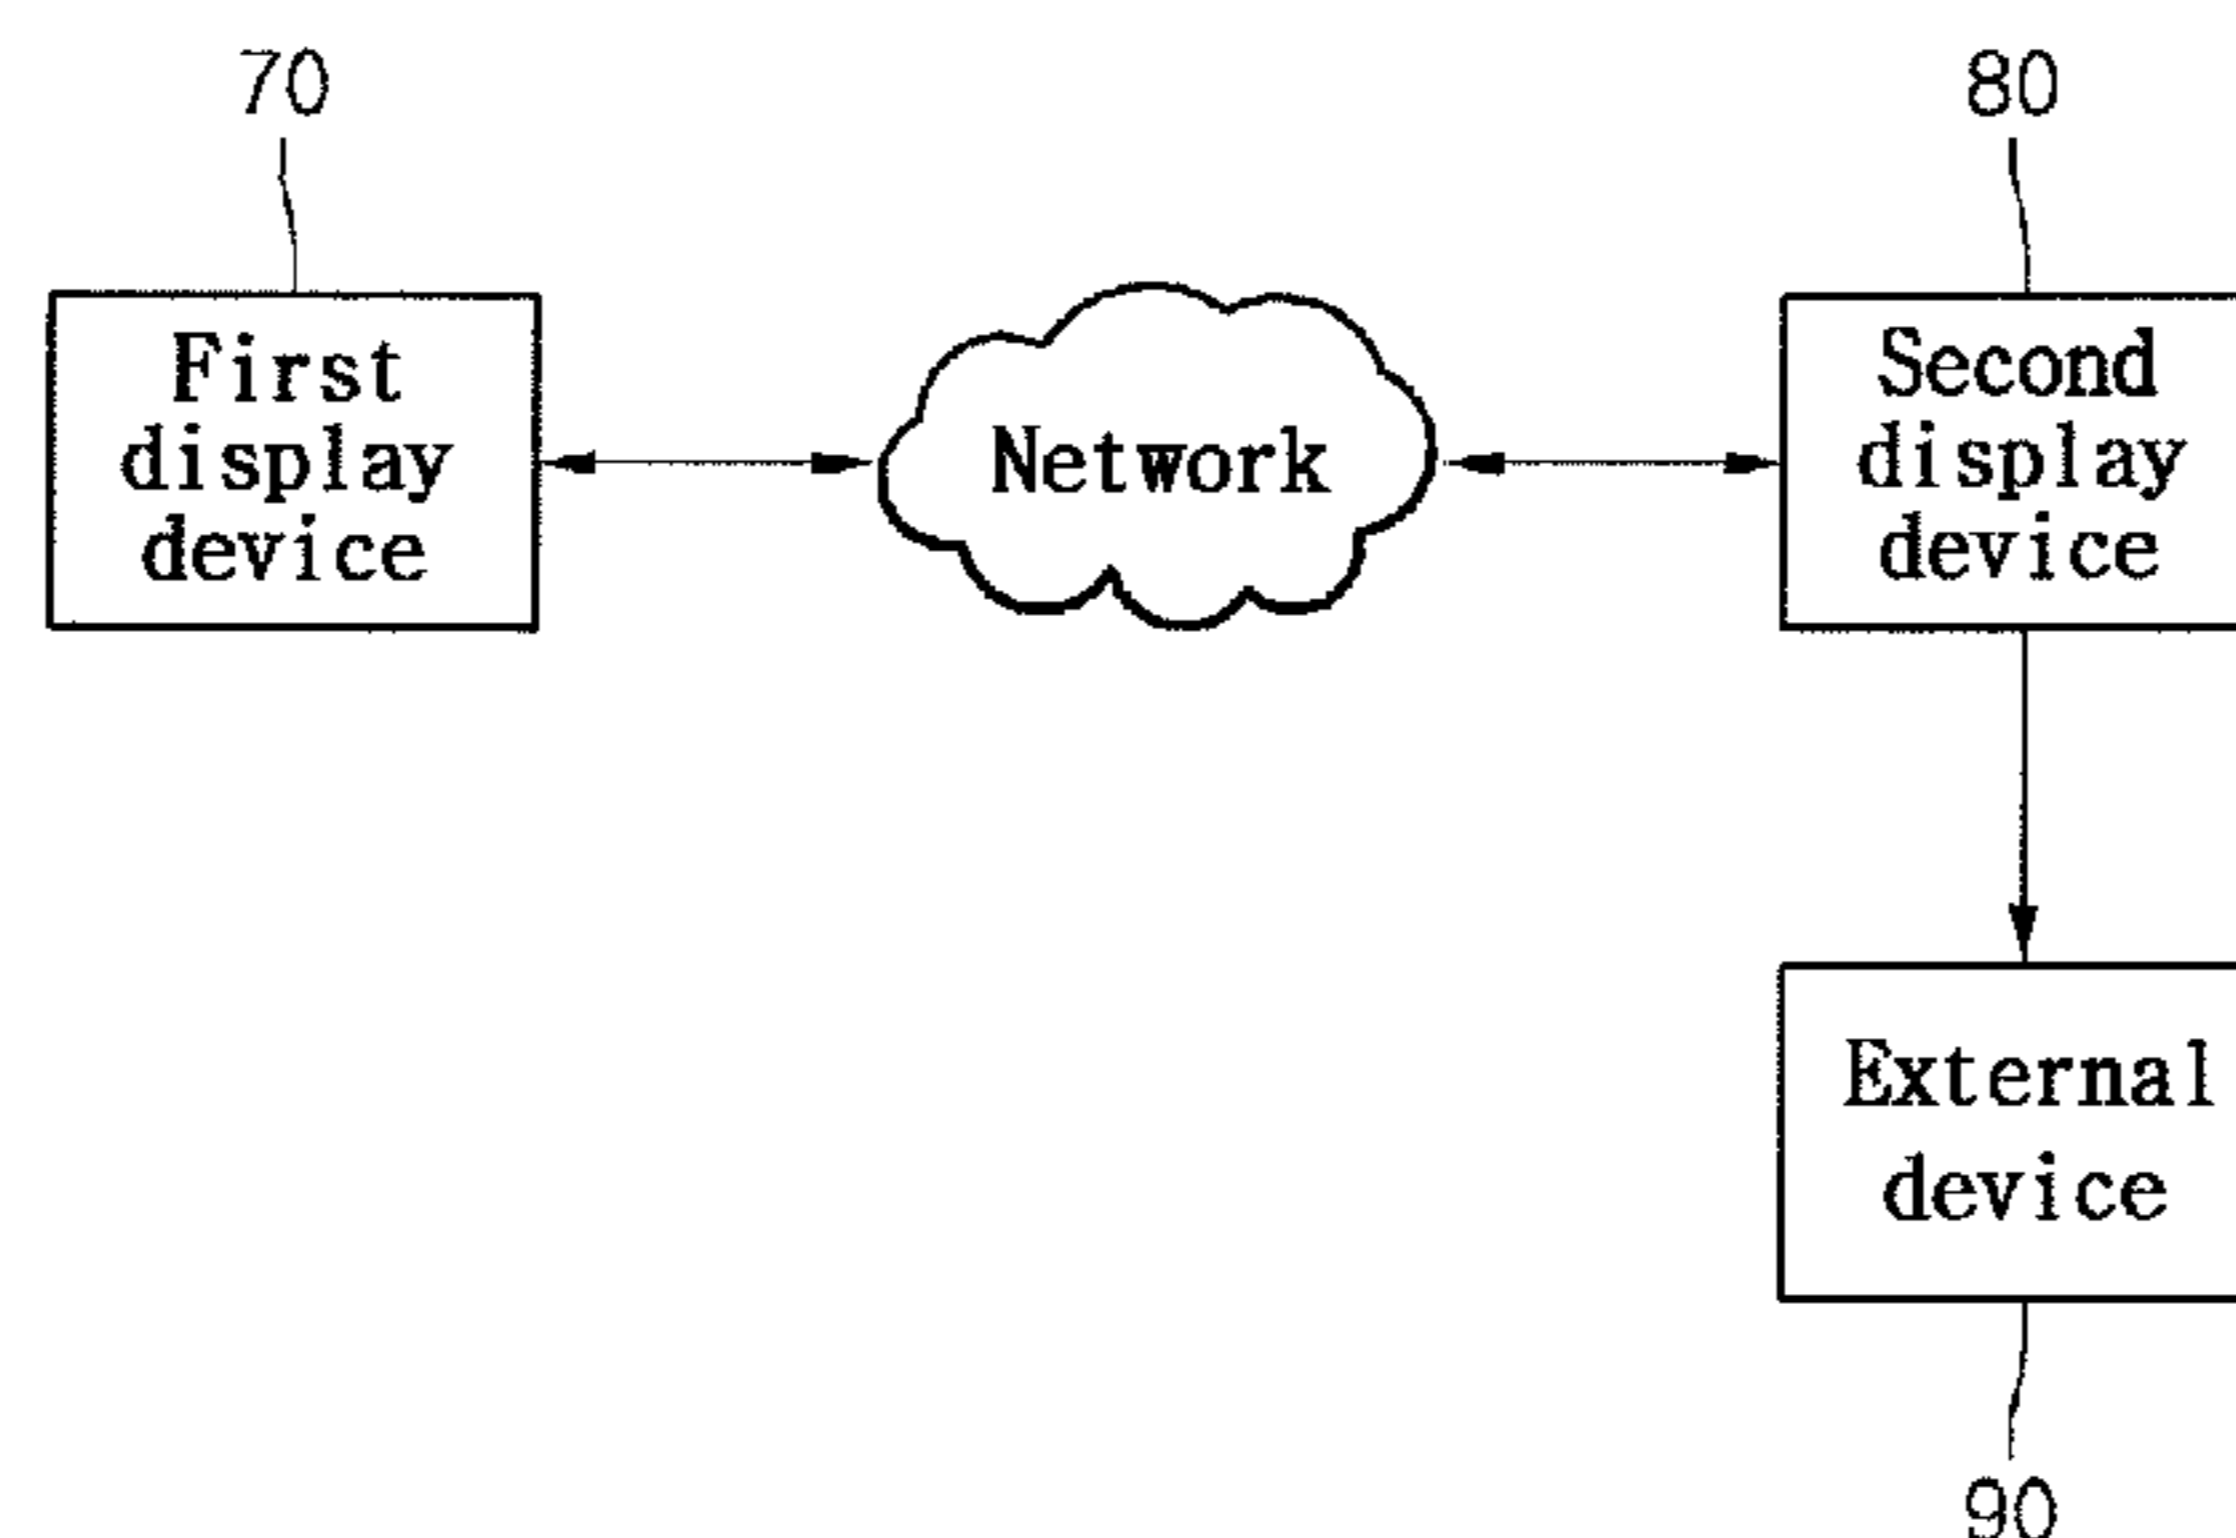 70
80
First
display
device
Network
Second
display
device
External
device
90